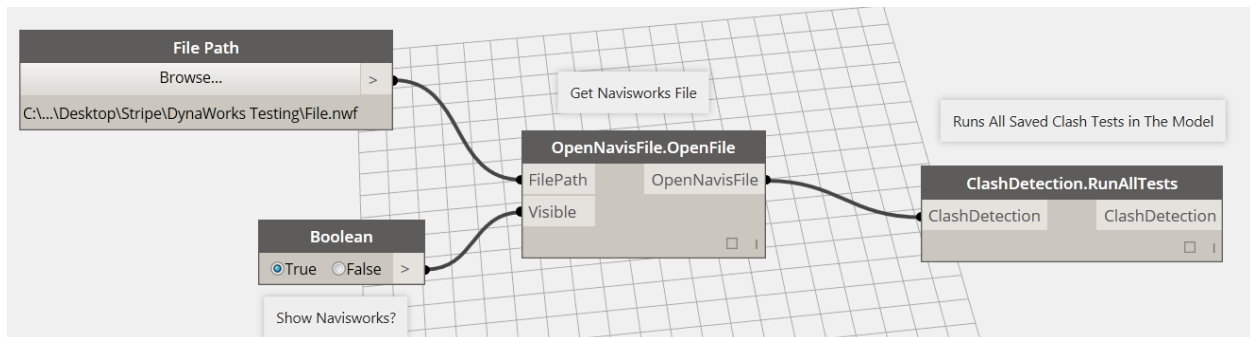 File Path
Browse...
>
C:\...\Desktop\Stripe\DynaWorks Testing\File.nwf
Get Navisworks File
Runs All Saved Clash Tests in The Model
OpenNavisFile.OpenFile
FilePath
OpenNavisFile
Visible
ClashDetection.RunAllTests
ClashDetection
ClashDetection
Boolean
True
False
>
Show Navisworks?